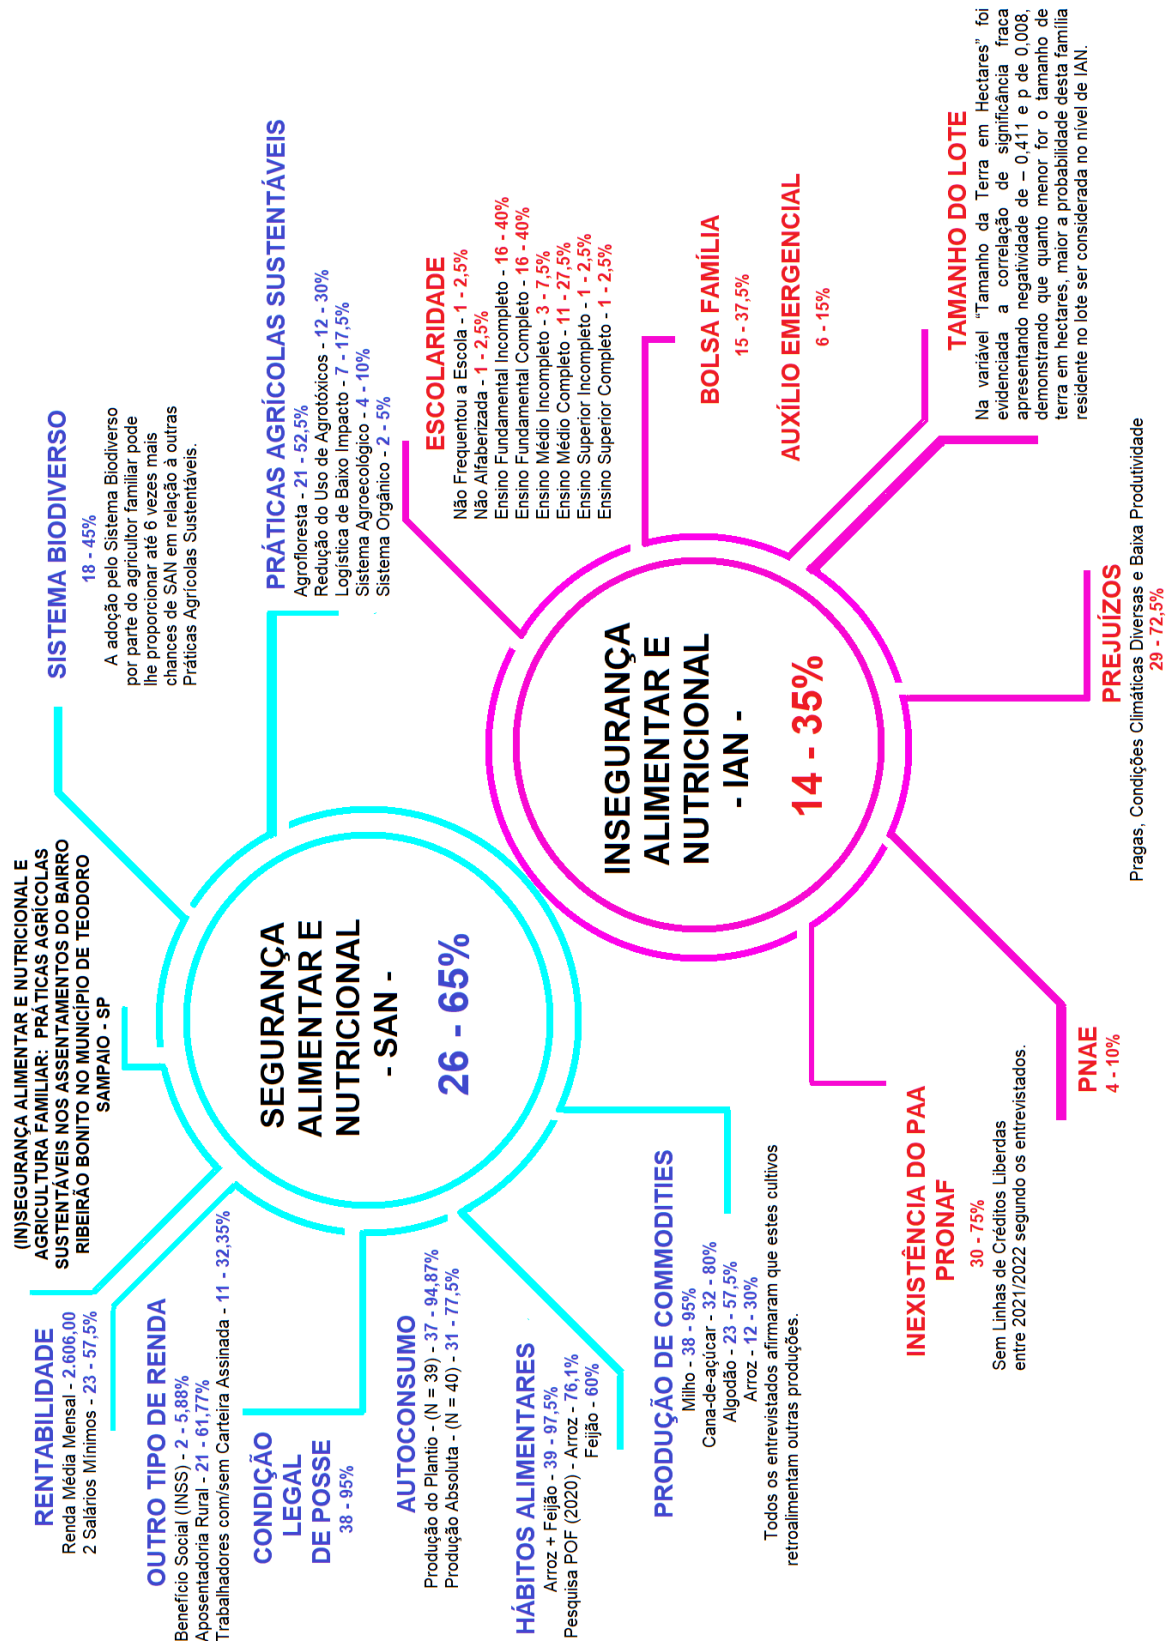 (IN)SEGURANÇA ALIMENTAR E NUTRICIONAL E
AGRICULTURA FAMILIAR: PRÁTICAS AGRÍCOLAS
SUSTENTÁVEIS NOS ASSENTAMENTOS DO BAIRRO
RIBEIRÃO BONITO NO MUNICÍPIO DE TEODORO
SAMPAIO - SP
RENTABILIDADE
Renda Média Mensal - 2.606,00
2 Salários Mínimos - 23 - 57,5%
OUTRO TIPO DE RENDA
Benefício Social (INSS) - 2 - 5,88%
Aposentadoria Rural - 21 - 61,77%
Trabalhadores com/sem Carteira Assinada - 11 - 32,35%
CONDIÇÃO
LEGAL
DE POSSE
38 - 95%
AUTOCONSUMO
Produção do Plantio - (N = 39) - 37 - 94,87%
Produção Absoluta - (N = 40) - 31 - 77,5%
HÁBITOS ALIMENTARES
Arroz + Feijão - 39 - 97,5%
Pesquisa POF (2020) - Arroz - 76,1%
Feijão - 60%
PRODUÇÃO DE COMMODITIES
Milho - 38 - 95%
Cana-de-açúcar - 32 - 80%
Algodão - 23 - 57,5%
Arroz - 12 - 30%
Todos os entrevistados afirmaram que estes cultivos
retroalimentam outras produções.
SEGURANÇA
ALIMENTAR E
NUTRICIONAL
- SAN -
26 - 65%
SISTEMA BIODIVERSO
18 - 45%
A adoção pelo Sistema Biodiverso
por parte do agricultor familiar pode
lhe proporcionar até 6 vezes mais
chances de SAN em relação à outras
Práticas Agrícolas Sustentáveis.
PRÁTICAS AGRÍCOLAS SUSTENTÁVEIS
Agrofloresta - 21 - 52,5%
Redução do Uso de Agrotóxicos - 12 - 30%
Logística de Baixo Impacto - 7 - 17,5%
Sistema Agroecológico - 4 - 10%
Sistema Orgânico - 2 - 5%
ESCOLARIDADE
Não Frequentou a Escola - 1 - 2,5%
Não Alfaberizada - 1 - 2,5%
Ensino Fundamental Incompleto - 16 - 40%
Ensino Fundamental Completo - 16 - 40%
Ensino Médio Incompleto - 3 - 7,5%
Ensino Médio Completo - 11 - 27,5%
Ensino Superior Incompleto - 1 - 2,5%
Ensino Superior Completo - 1 - 2,5%
INSEGURANÇA
ALIMENTAR E
NUTRICIONAL
- IAN -
14 - 35%
BOLSA FAMÍLIA
15 - 37,5%
AUXÍLIO EMERGENCIAL
6 - 15%
TAMANHO DO LOTE
Na variável “Tamanho da Terra em Hectares” foi
evidenciada a correlação de significância fraca
apresentando negatividade de – 0,411 e p de 0,008,
demonstrando que quanto menor for o tamanho de
terra em hectares, maior a probabilidade desta família
residente no lote ser considerada no nível de IAN.
INEXISTÊNCIA DO PAA
PRONAF
30 - 75%
Sem Linhas de Créditos Liberdas
entre 2021/2022 segundo os entrevistados.
PNAE
4 - 10%
PREJUÍZOS
Pragas, Condições Climáticas Diversas e Baixa Produtividade
29 - 72,5%